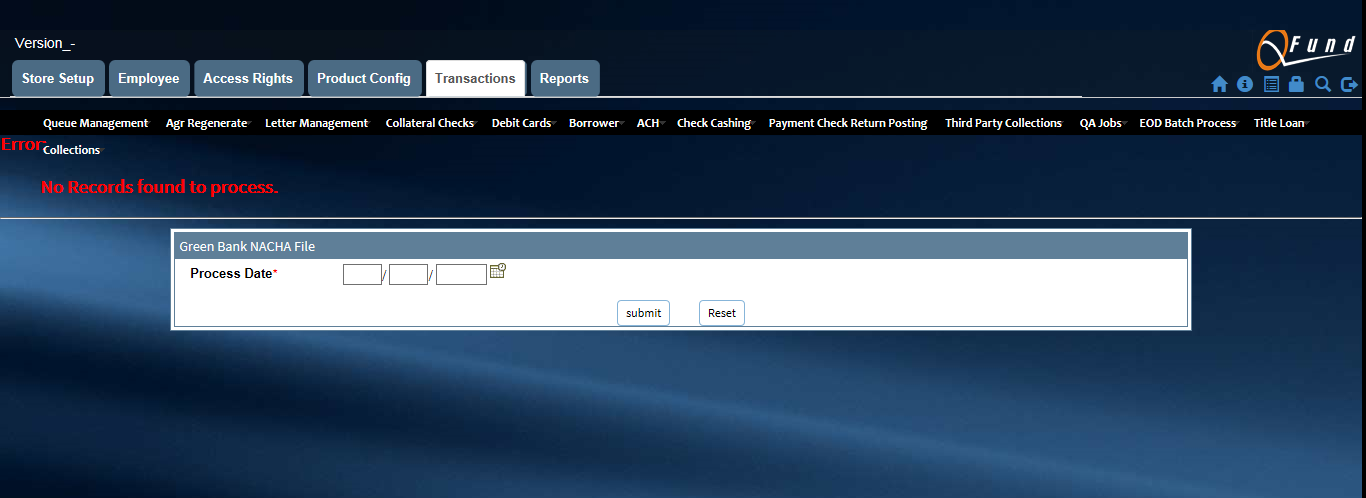 Version_-
QFund
Store Setup Employee Access Rights Product Config Transactions Reports
Queue Management Agr Regenerate Letter Management Collateral Checks Debit Cards Borrower ACH Check Cashing Payment Check Return Posting Third Party Collections QA Jobs EOD Batch Process Title Loan
Error: Collections
No Records found to process.
Green Bank NACHA File
Process Date* / /
submit Reset